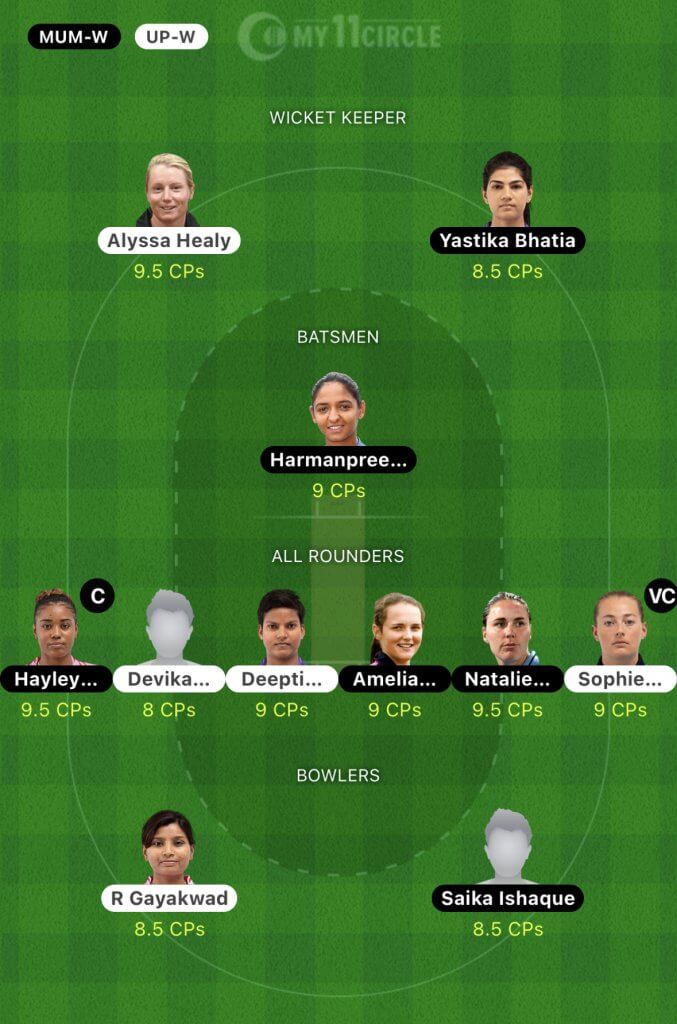 MUM-W UP-W MY11CIRCLE
WICKET KEEPER
Alyssa Healy Yastika Bhatia
9.5 CPs 8.5 CPs
BATSMEN
Harmanpree...
9 CPs
ALL ROUNDERS
C VC
Hayley... Devika... Deepti... Amelia... Natalie... Sophie...
9.5 CPs 8 CPs 9 CPs 9 CPs 9.5 CPs 9 CPs
BOWLERS
R Gayakwad Saika Ishaque
8.5 CPs 8.5 CPs